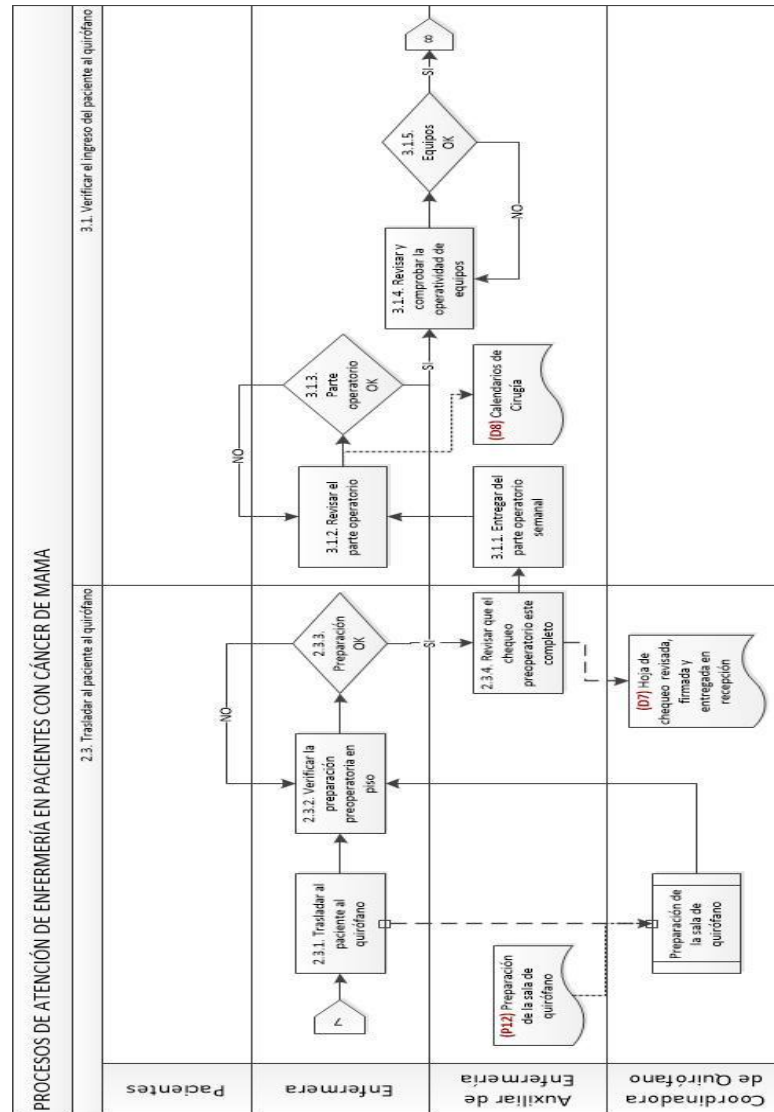 PROCESOS DE ATENCIÓN DE ENFERMERÍA EN PACIENTES CON CÁNCER DE MAMA
2.3. Trasladar al paciente al quirófano
3.1. Verificar el ingreso del paciente al quirófano
Pacientes
Enfermera
7
2.3.1. Trasladar al
paciente al
quirófano
2.3.2. Verificar la
preparación
preoperatoria en
piso
NO
2.3.3.
Preparación
OK
SI
3.1.2. Revisar el
parte operatorio
NO
3.1.3.
Parte
operatorio
OK
SI
Auxiliar de
Enfermería
(P12) Preparación
de la sala de
quirófano
2.3.4. Revisar que el
chequeo
preoperatorio este
completo
3.1.1. Entregar del
parte operatorio
semanal
(D8) Calendarios de
Cirugía
3.1.4. Revisar y
comprobar la
operatividad de
equipos
NO
3.1.5.
Equipos
OK
SI
8
Coordinadora
de Quirófano
Preparación de
la sala de
quirófano
(D7) Hoja de
chequeo revisada,
firmada y
entregada en
recepción